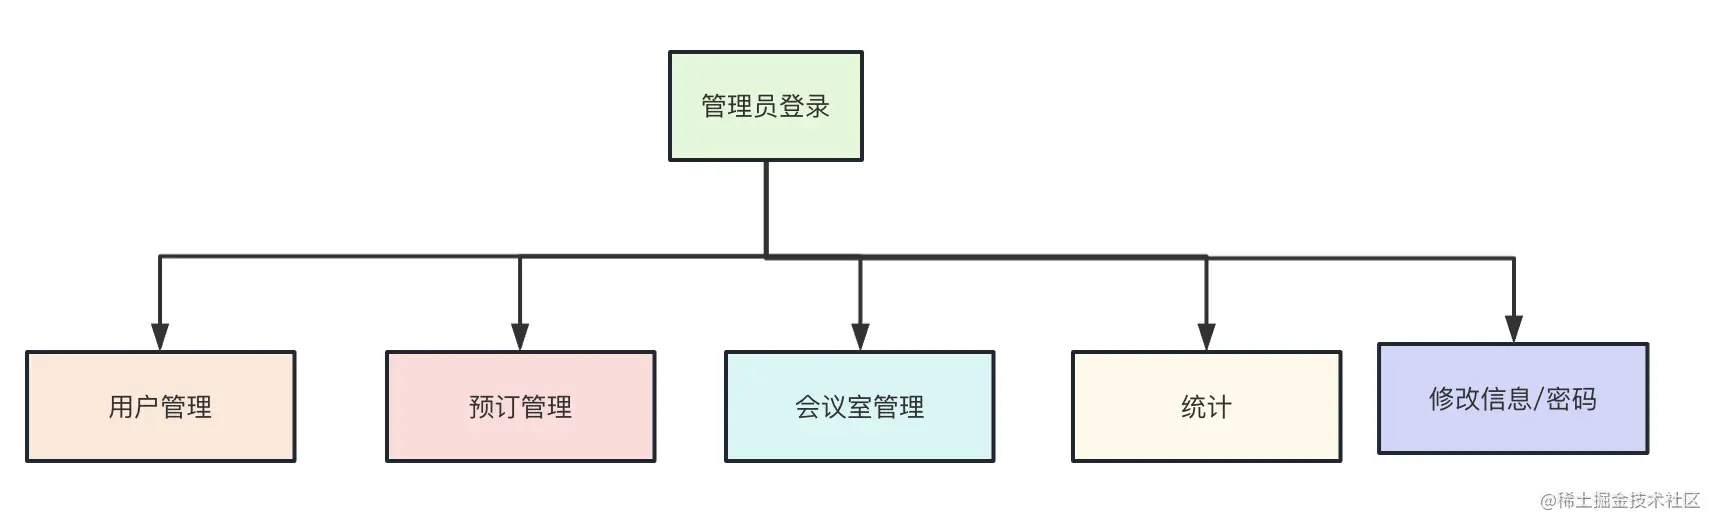 管理员登录
用户管理
预订管理
会议室管理
统计
修改信息/密码
@稀土掘金技术社区